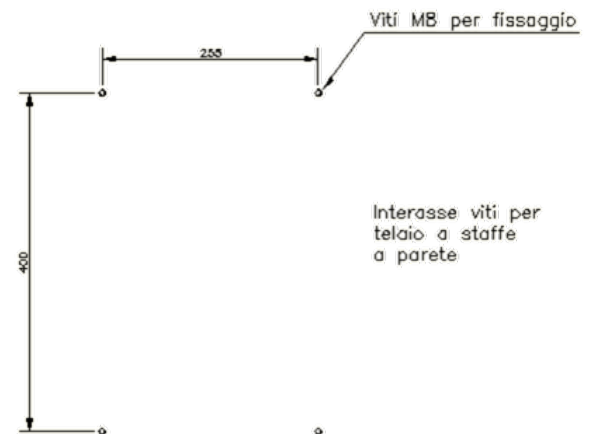 Viti M8 per fissaggio
255
Interasse viti per
telaio a staffe
a parete
400